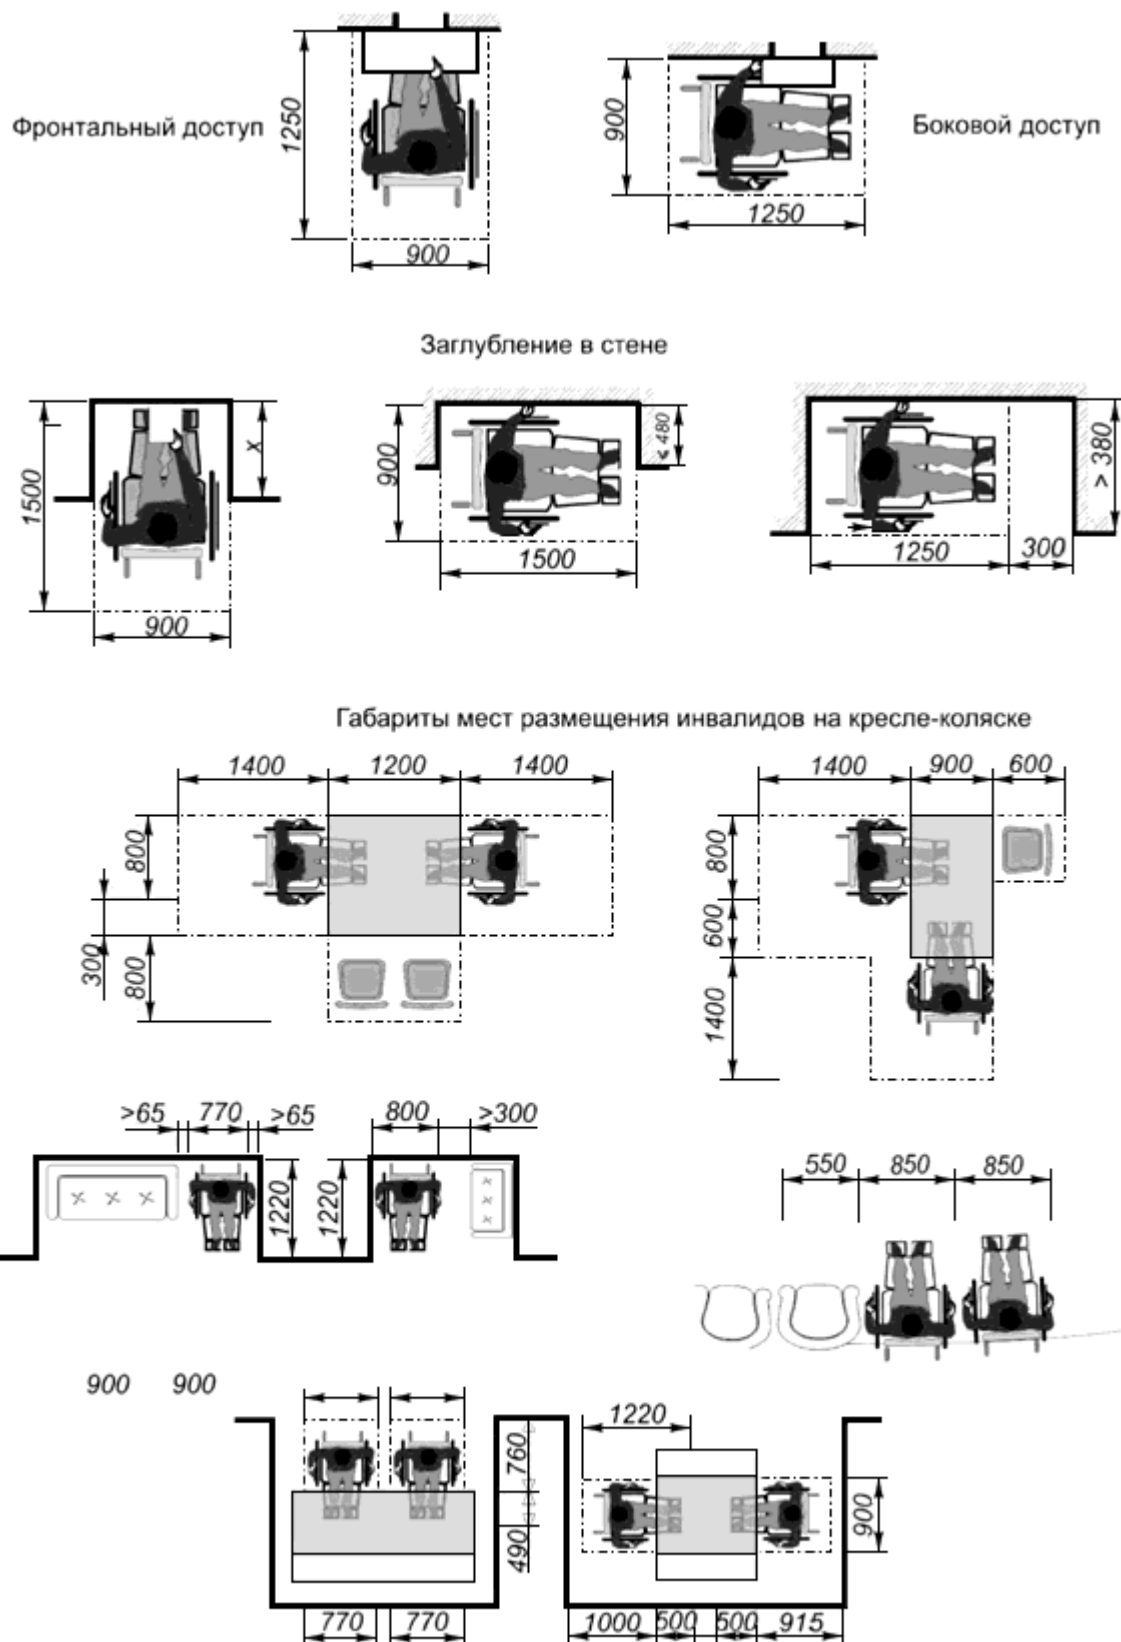 Фронтальный доступ
1250
900
900
1250
Боковой доступ
Заглубление в стене
1500
x
900
900
< 480
1500
> 380
1250
300
Габариты мест размещения инвалидов на кресле-коляске
1400 1200 1400
800
300
800
1400 900 600
800
600
1400
>65 770 >65
1220
800 >300
1220
550 850 850
900 900
760
490
770 770
1220
900
1000 500 500 915